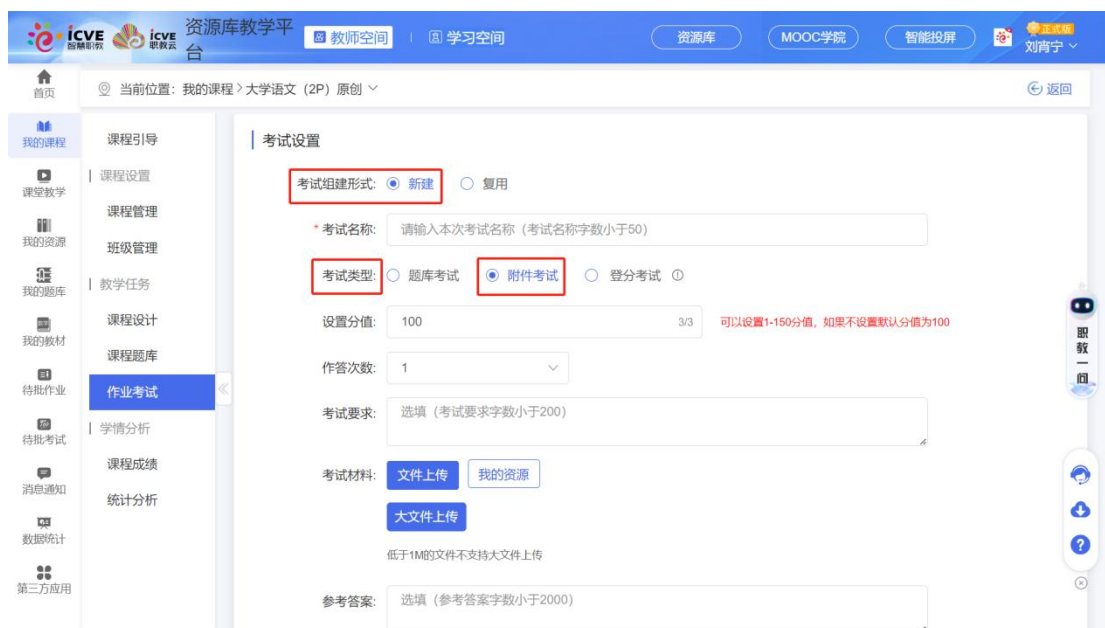 icve 智慧职教 icve 职教云 资源库教学平台 教师空间 学习空间 资源库 MOOC学院 智能投屏 正式版 刘宵宁
首页
当前位置：我的课程>大学语文（2P）原创
返回
我的课程
课堂教学
我的资源
我的题库
我的教材
待批作业
待批考试
消息通知
数据统计
第三方应用
课程引导
课程设置
课程管理
班级管理
教学任务
课程设计
课程题库
作业考试
学情分析
课程成绩
统计分析
考试设置
考试组建形式: 新建 复用
* 考试名称: 请输入本次考试名称（考试名称字数小于50）
考试类型: 题库考试 附件考试 登分考试
设置分值: 100 3/3 可以设置1-150分值，如果不设置默认分值为100
作答次数: 1
考试要求: 选填（考试要求字数小于200）
考试材料: 文件上传 我的资源
大文件上传
低于1M的文件不支持大文件上传
参考答案: 选填（参考答案字数小于2000）
职教一问